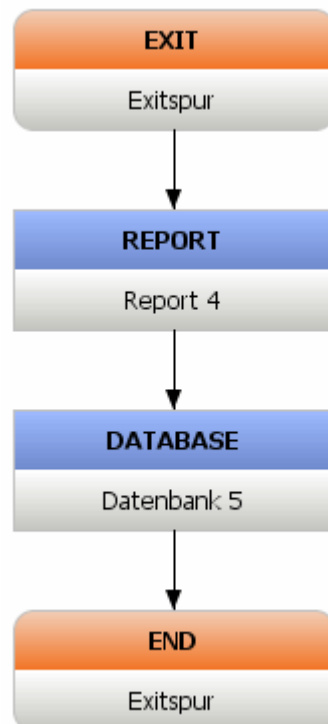 EXIT
Exitspur
REPORT
Report 4
DATABASE
Datenbank 5
END
Exitspur